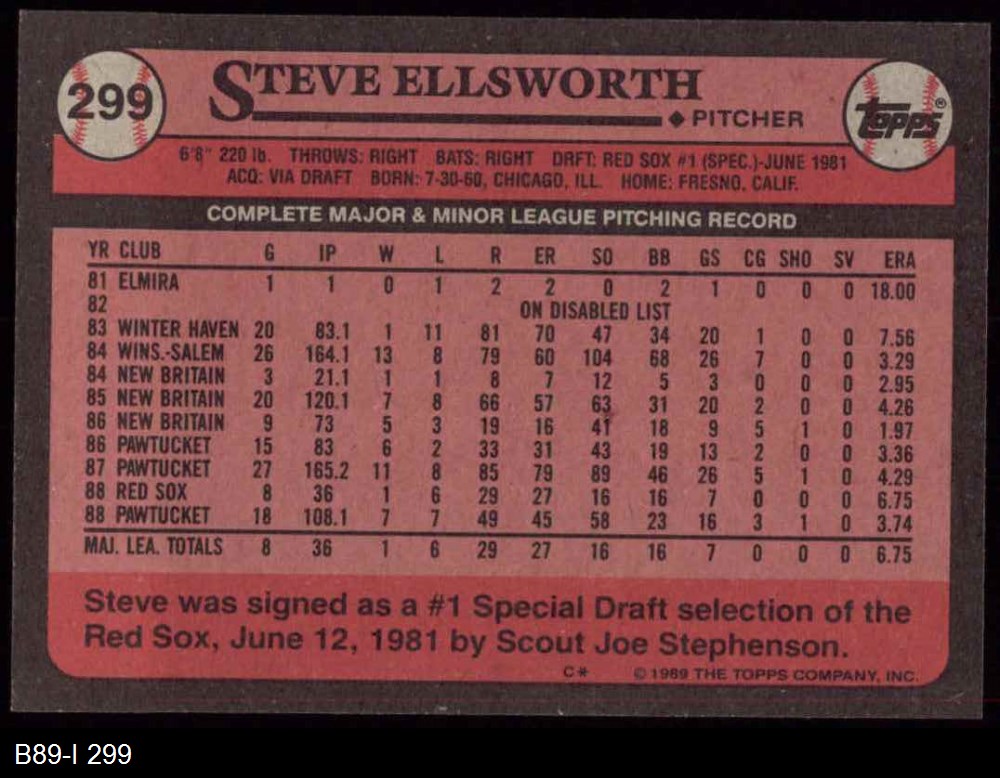 299
STEVE ELLSWORTH
PITCHER
TOPPS®
6'8" 220 lb. THROWS: RIGHT BATS: RIGHT DRFT: RED SOX #1 (SPEC.)-JUNE 1981
ACQ: VIA DRAFT BORN: 7-30-60, CHICAGO, ILL. HOME: FRESNO, CALIF.
COMPLETE MAJOR & MINOR LEAGUE PITCHING RECORD
YR CLUB G IP W L R ER SO BB GS CG SHO SV ERA
81 ELMIRA 1 1 0 1 2 2 0 2 1 0 0 0 18.00
82 ON DISABLED LIST
83 WINTER HAVEN 20 83.1 1 11 81 70 47 34 20 1 0 0 7.56
84 WINS.-SALEM 26 164.1 13 8 79 60 104 68 26 7 0 0 3.29
84 NEW BRITAIN 3 21.1 1 1 8 7 12 5 3 0 0 0 2.95
85 NEW BRITAIN 20 120.1 7 8 66 57 63 31 20 2 0 0 4.26
86 NEW BRITAIN 9 73 5 3 19 16 41 18 9 5 1 0 1.97
86 PAWTUCKET 15 83 6 2 33 31 43 19 13 2 0 0 3.36
87 PAWTUCKET 27 165.2 11 8 85 79 89 46 26 5 1 0 4.29
88 RED SOX 8 36 1 6 29 27 16 16 7 0 0 0 6.75
88 PAWTUCKET 18 108.1 7 7 49 45 58 23 16 3 1 0 3.74
MAJ. LEA. TOTALS 8 36 1 6 29 27 16 16 7 0 0 0 6.75
Steve was signed as a #1 Special Draft selection of the
Red Sox, June 12, 1981 by Scout Joe Stephenson.
C* © 1989 THE TOPPS COMPANY, INC.
B89-I 299